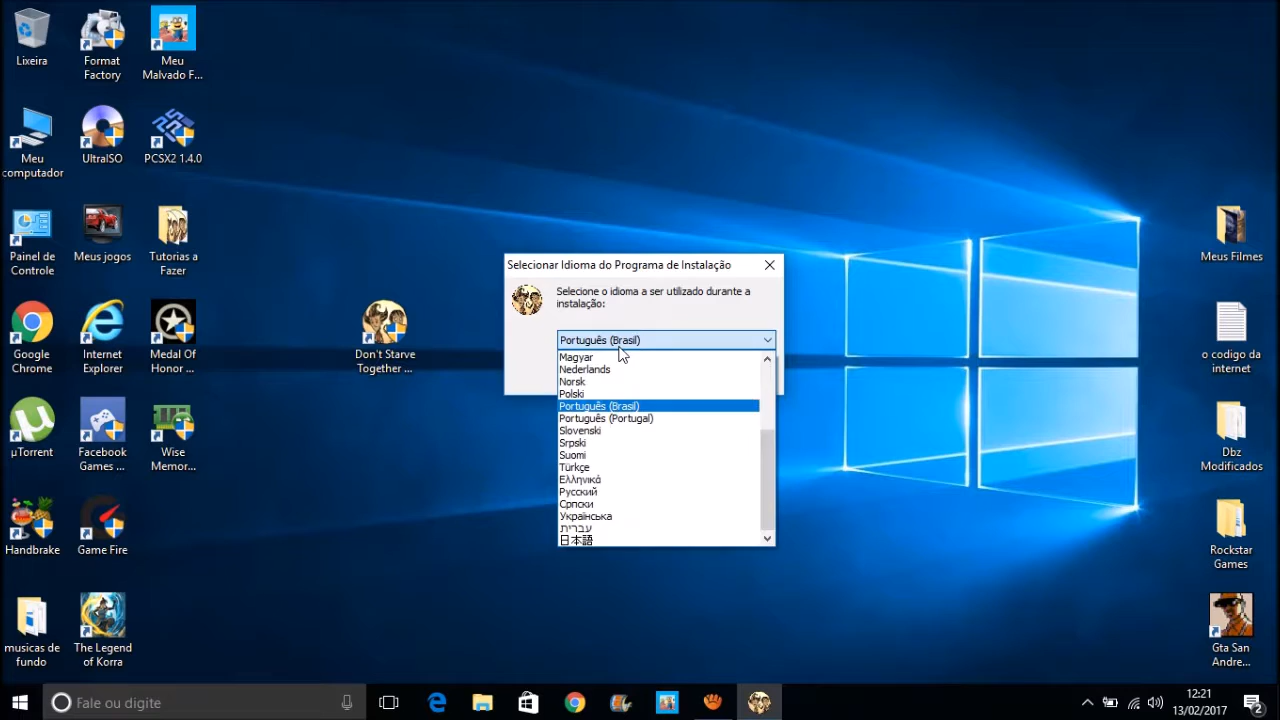 Lixeira
Format
Factory
Meu
Malvado F...
Meu
computador
UltraISO
PCSX2 1.4.0
Painel de
Controle
Meus jogos
Tutorias a
Fazer
Google
Chrome
Internet
Explorer
Medal Of
Honor ...
µTorrent
Facebook
Games ...
Wise
Memor...
Handbrake
Game Fire
musicas de
fundo
The Legend
of Korra
Don't Starve
Together ...
Selecionar Idioma do Programa de Instalação
Selecione o idioma a ser utilizado durante a
instalação:
Português (Brasil)
Magyar
Nederlands
Norsk
Polski
Português (Brasil)
Português (Portugal)
Slovenski
Srpski
Suomi
Türkçe
Ελληνικά
Русский
Српски
Українська
עברית
日本語
Meus Filmes
o codigo da
internet
Dbz
Modificados
Rockstar
Games
Gta San
Andre...
Fale ou digite
12:21
13/02/2017
2